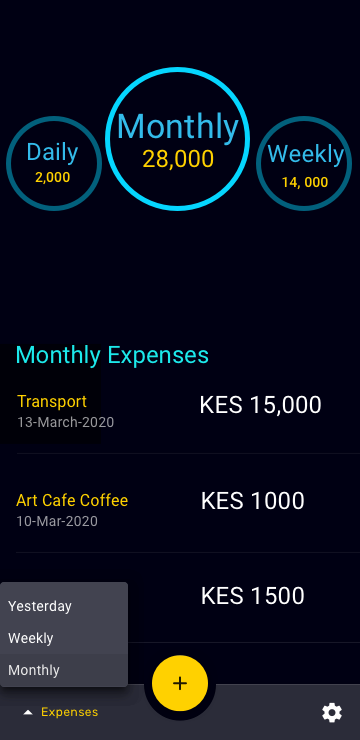 Daily
2,000
Monthly
28,000
Weekly
14, 000
Monthly Expenses
Transport
KES 15,000
13-March-2020
Art Cafe Coffee
KES 1000
10-Mar-2020
KES 1500
Yesterday
Weekly
Monthly
+
Expenses